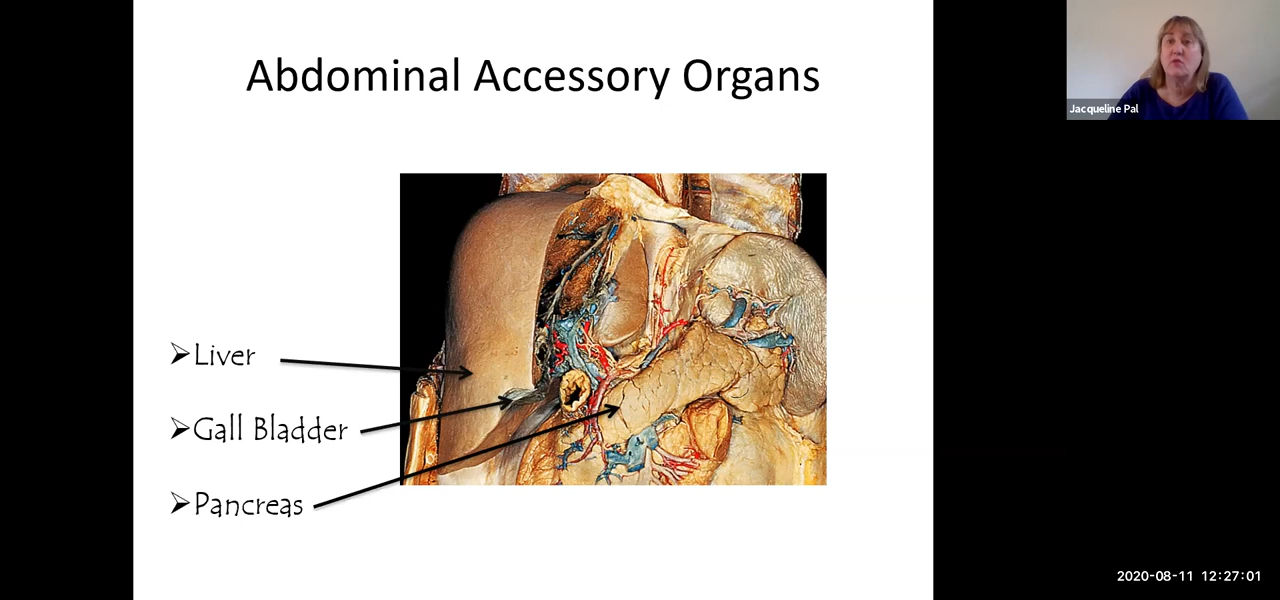 Abdominal Accessory Organs
Jacqueline Pal
➢Liver
➢Gall Bladder
➢Pancreas
2020-08-11 12:27:01